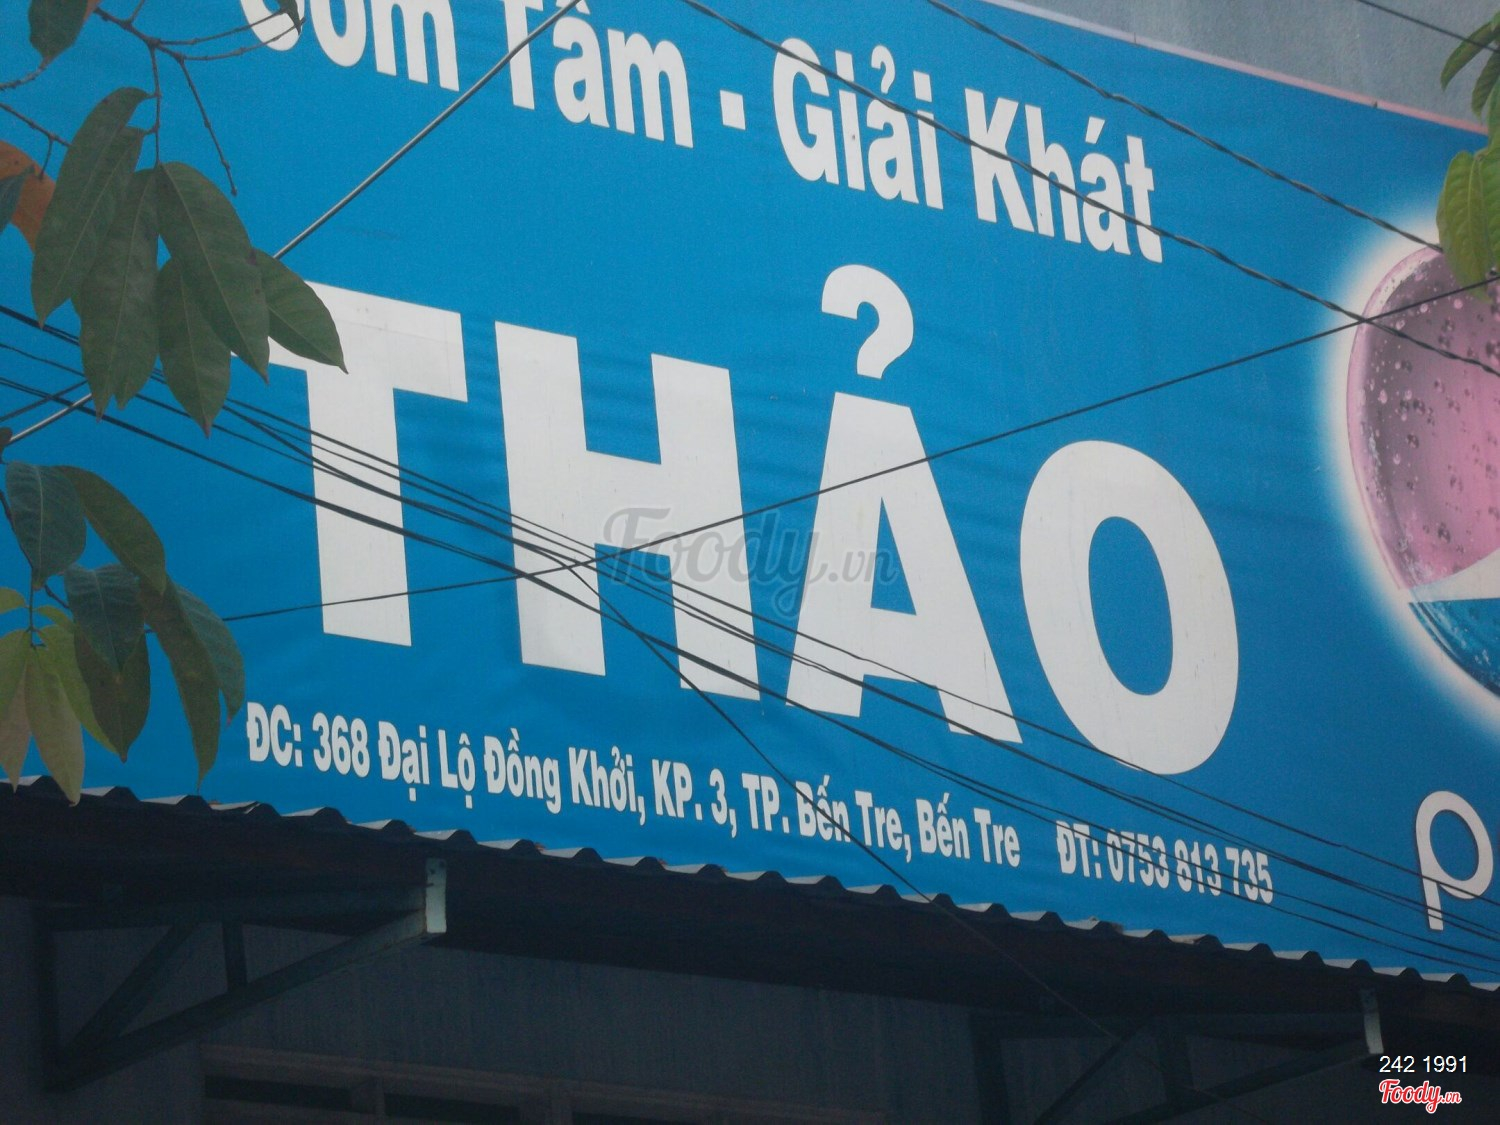 Cơm Tấm - Giải Khát
THẢO
ĐC: 368 Đại Lộ Đồng Khởi, KP. 3, TP. Bến Tre, Bến Tre ĐT: 0753 813 735
P
Foody.vn
242 1991
Foody.vn